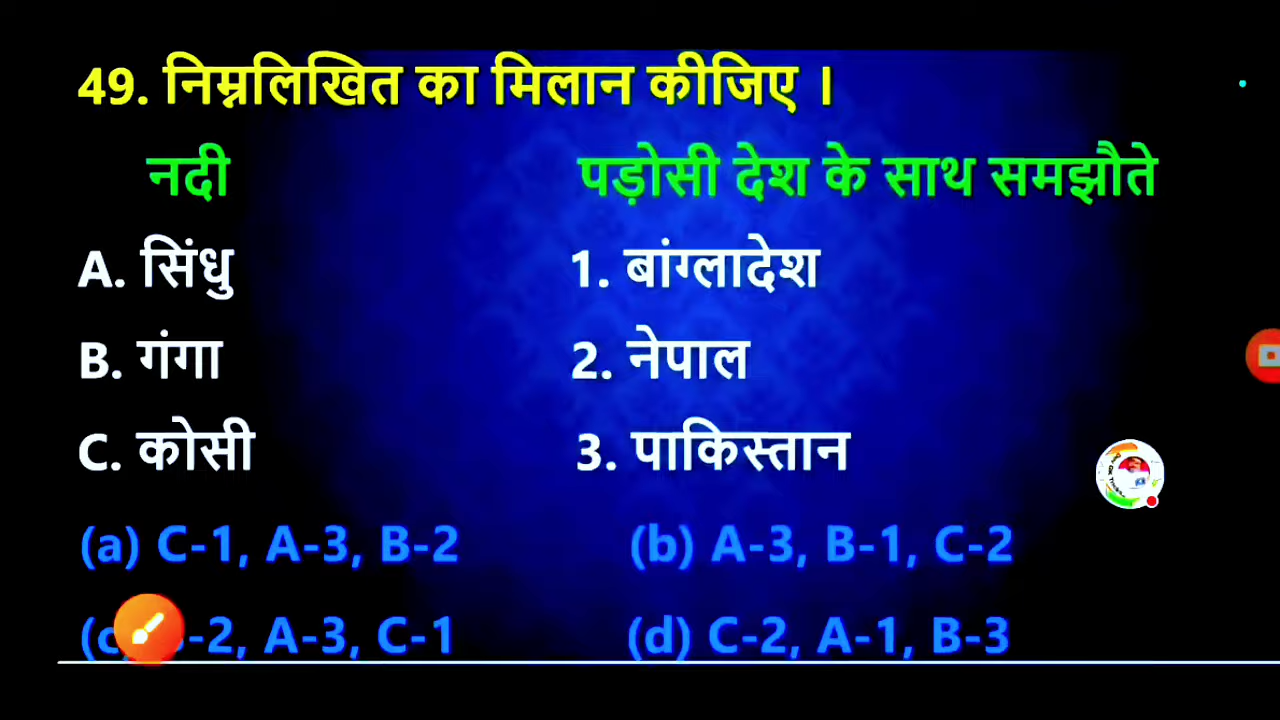 49. निम्नलिखित का मिलान कीजिए ।
नदी पड़ोसी देश के साथ समझौते
A. सिंधु 1. बांग्लादेश
B. गंगा 2. नेपाल
C. कोसी 3. पाकिस्तान
(a) C-1, A-3, B-2 (b) A-3, B-1, C-2
-2, A-3, C-1 (d) C-2, A-1, B-3